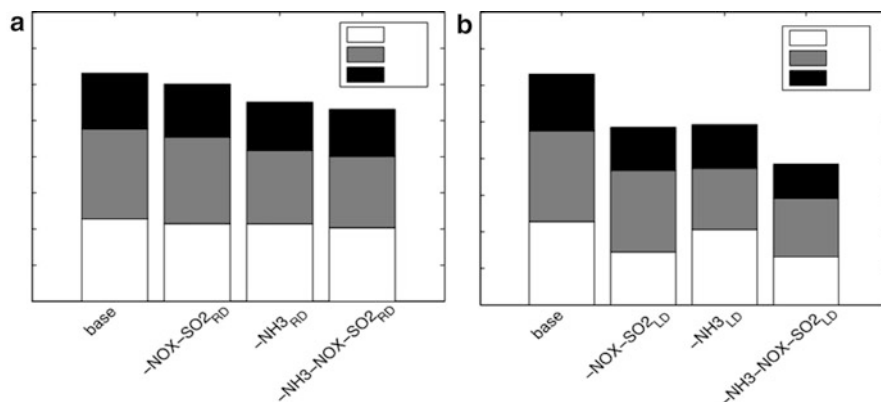 a
base
-NOX-SO2RD
-NH3RD
-NH3-NOX-SO2RD
b
base
-NOX-SO2LD
-NH3LD
-NH3-NOX-SO2LD